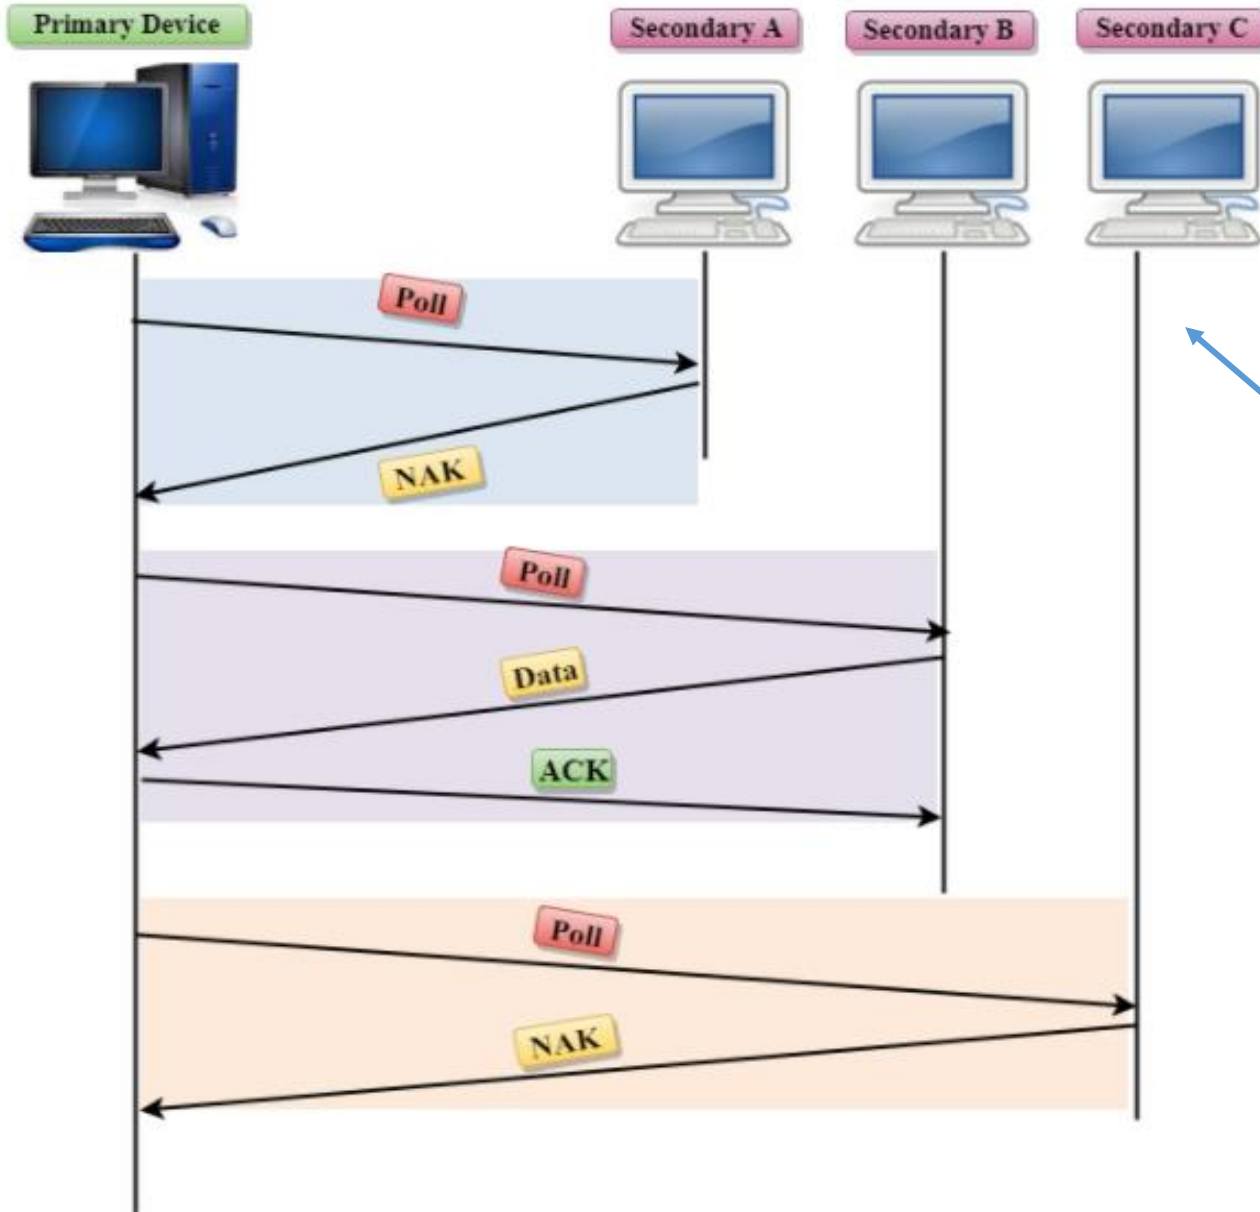 Primary Device
Secondary A
Secondary B
Secondary C
Poll
NAK
Poll
Data
ACK
Poll
NAK